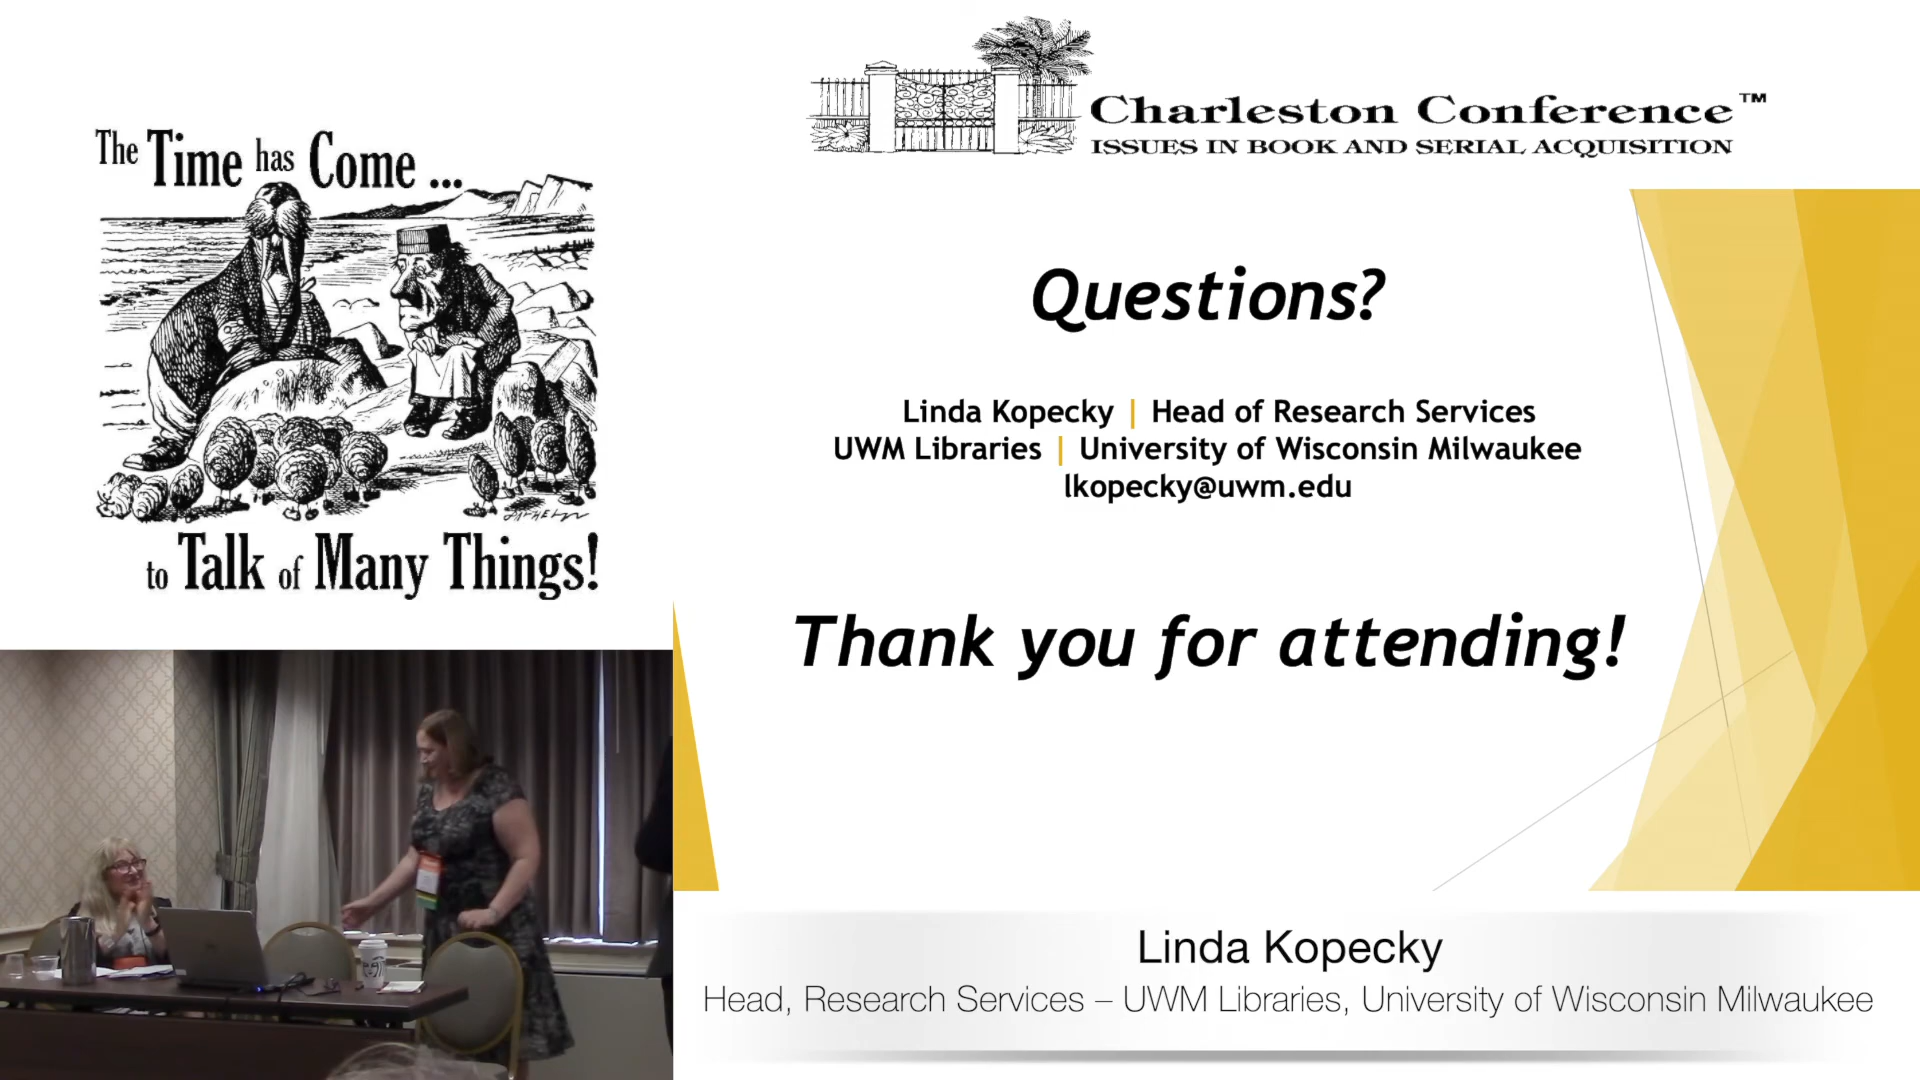 The Time has Come ...
to Talk of Many Things!
Charleston Conference™
ISSUES IN BOOK AND SERIAL ACQUISITION
Questions?
Linda Kopecky | Head of Research Services
UWM Libraries | University of Wisconsin Milwaukee
lkopecky@uwm.edu
Thank you for attending!
Linda Kopecky
Head, Research Services – UWM Libraries, University of Wisconsin Milwaukee